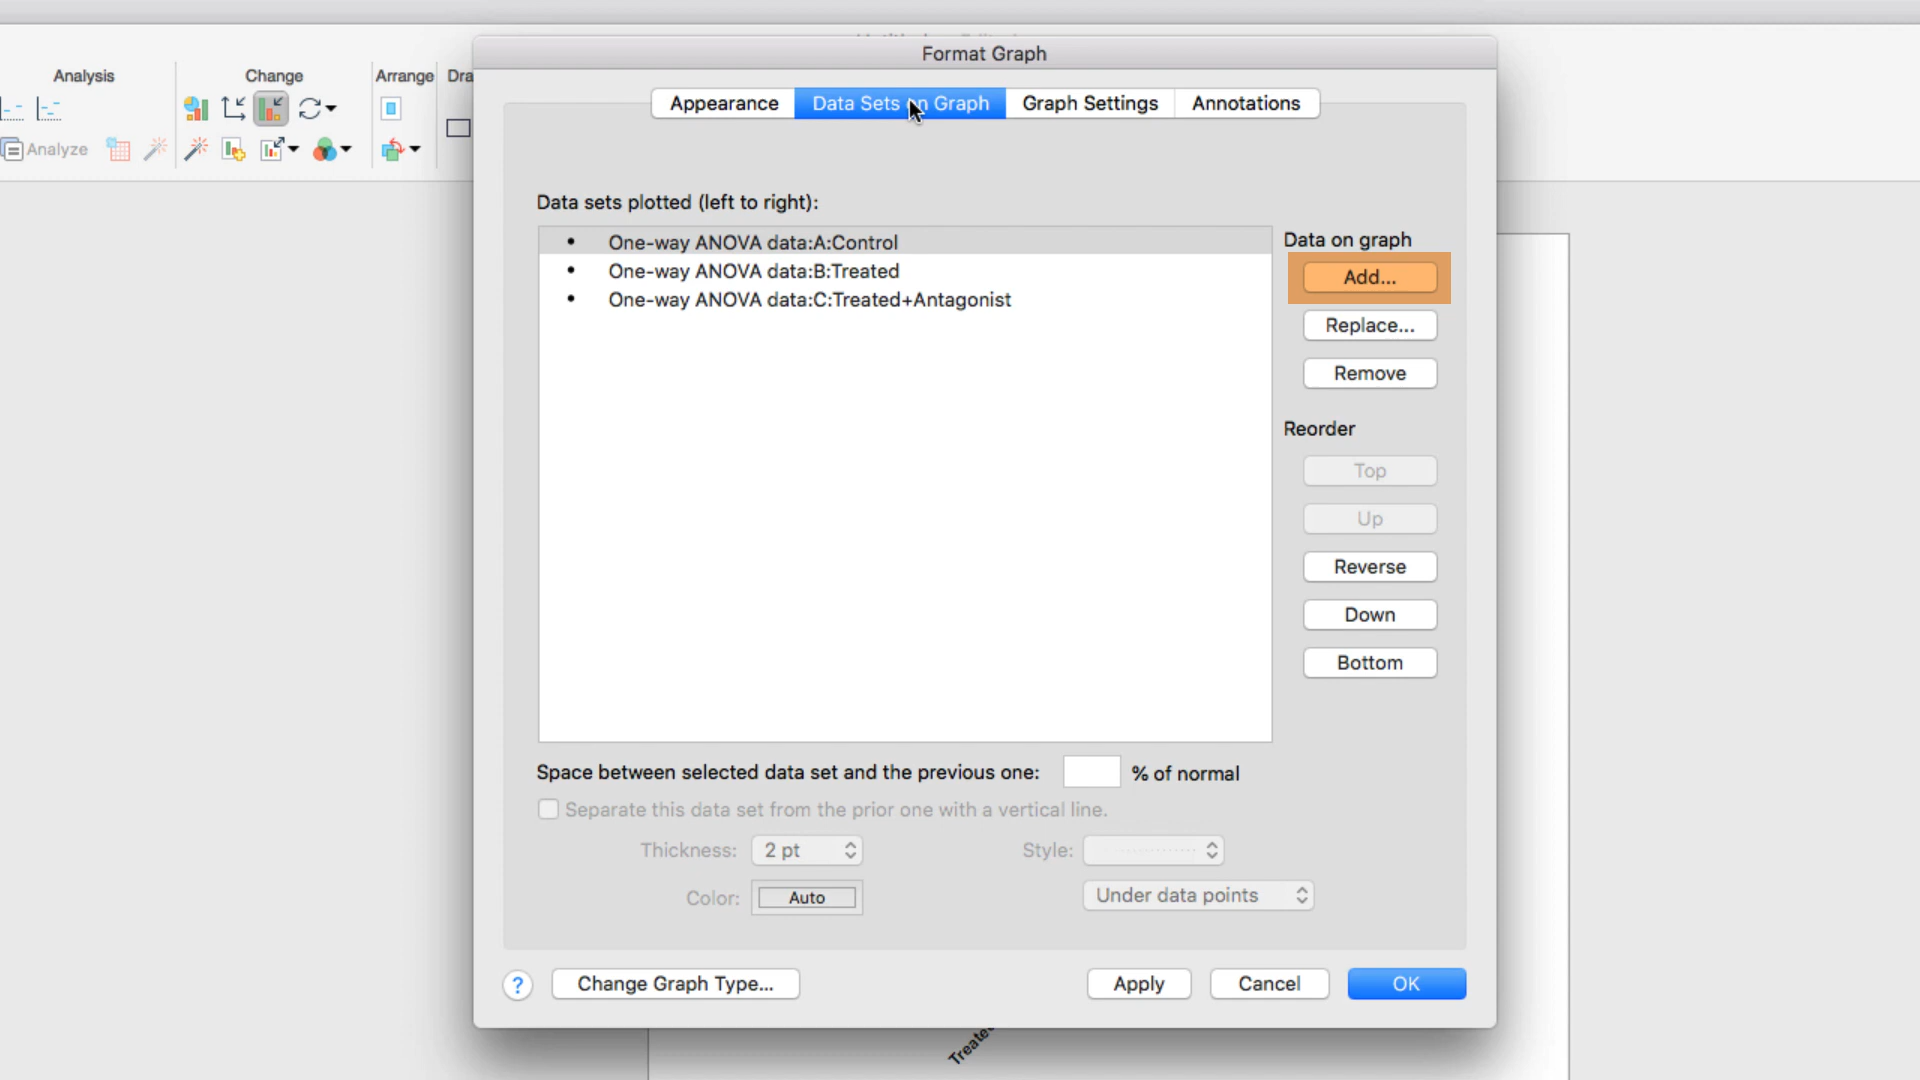 Format Graph
Analysis
Change
Arrange
Dra
Analyze
Appearance
Data Sets on Graph
Graph Settings
Annotations
Data sets plotted (left to right):
• One-way ANOVA data:A:Control
• One-way ANOVA data:B:Treated
• One-way ANOVA data:C:Treated+Antagonist
Data on graph
Add...
Replace...
Remove
Reorder
Top
Up
Reverse
Down
Bottom
Space between selected data set and the previous one: % of normal
Separate this data set from the prior one with a vertical line.
Thickness: 2 pt
Style:
Color: Auto
Under data points
? Change Graph Type...
Apply
Cancel
OK
Treated